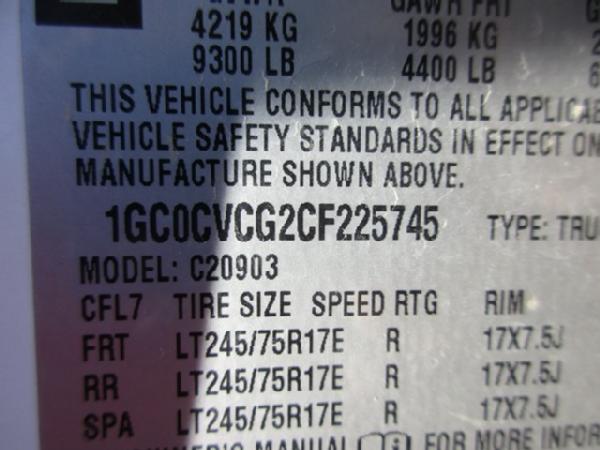 4219 KG 1996 KG
9300 LB 4400 LB
THIS VEHICLE CONFORMS TO ALL
VEHICLE SAFETY STANDARDS IN EFFECT ON
MANUFACTURE SHOWN ABOVE.
1GC0CVCG2CF225745 TYPE:
MODEL: C20903
CFL7 TIRE SIZE SPEED RTG RIM
FRT LT245/75R17E R 17X7.5J
RR LT245/75R17E R 17X7.5J
SPA LT245/75R17E R 17X7.5J
MANUAL FOR MORE